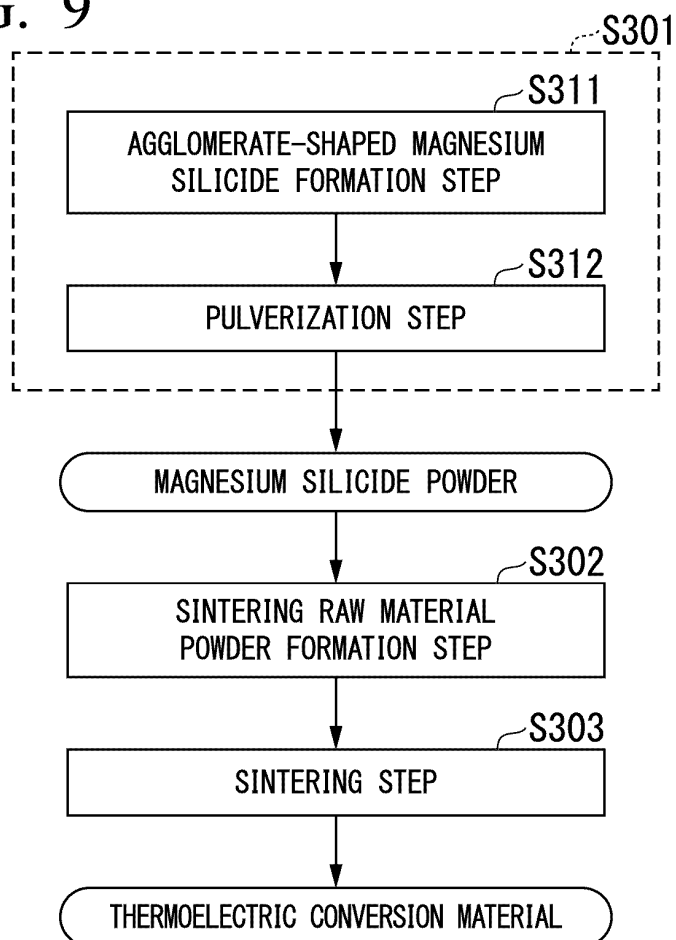 G. 9
S301
S311
AGGLOMERATE-SHAPED MAGNESIUM
SILICIDE FORMATION STEP
S312
PULVERIZATION STEP
MAGNESIUM SILICIDE POWDER
S302
SINTERING RAW MATERIAL
POWDER FORMATION STEP
S303
SINTERING STEP
THERMOELECTRIC CONVERSION MATERIAL